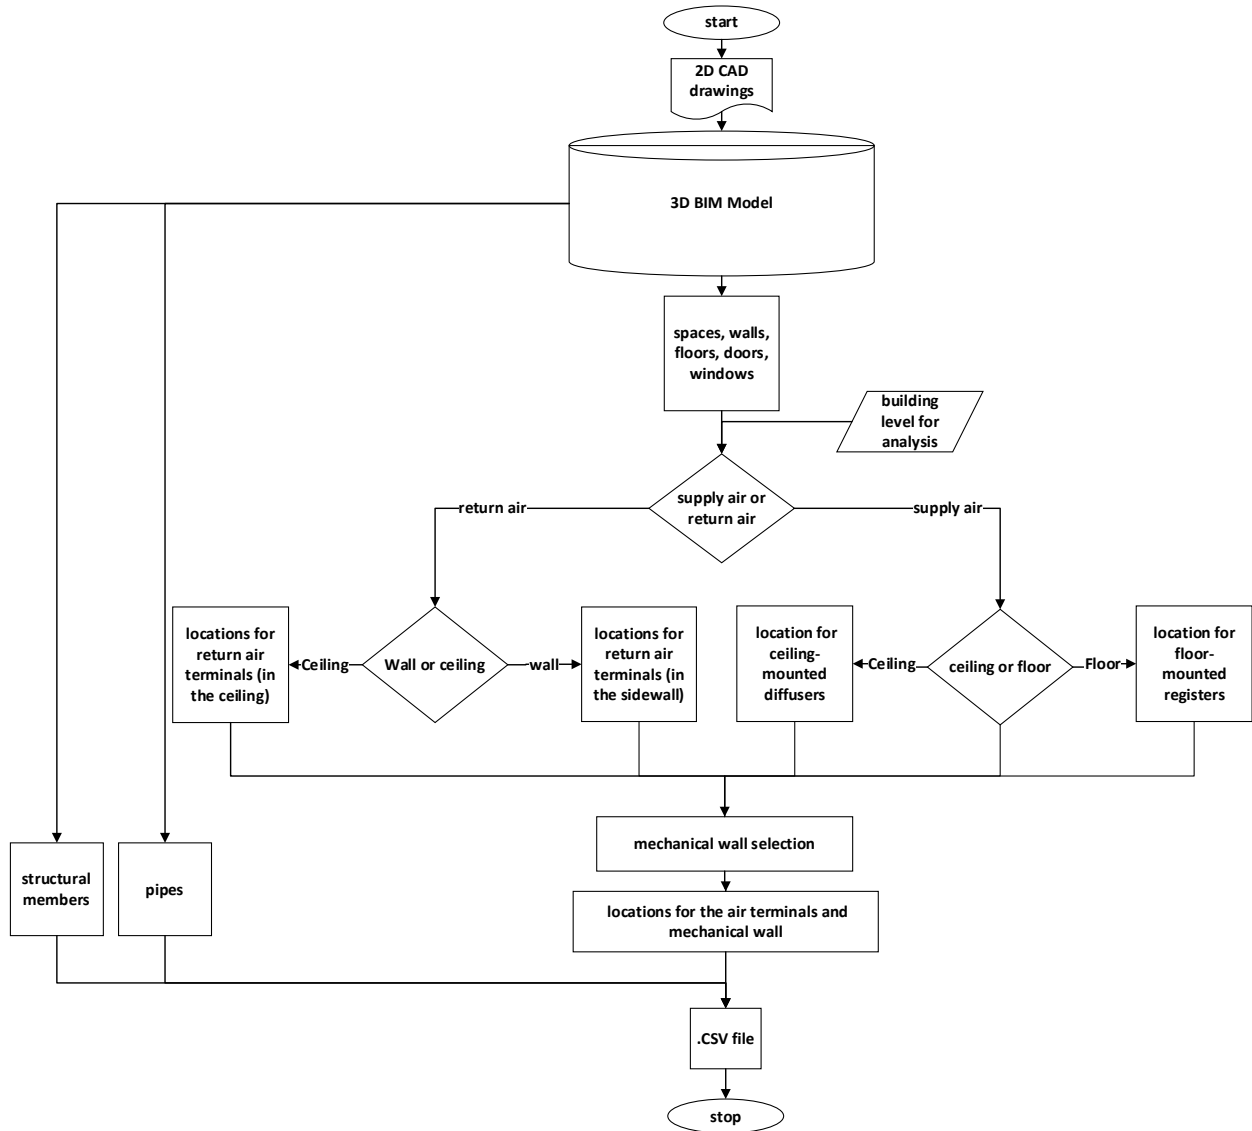 start
2D CAD
drawings
3D BIM Model
spaces, walls,
floors, doors,
windows
building
level for
analysis
supply air or
return air
return air
supply air
locations for
return air
terminals (in
the ceiling)
Ceiling
Wall or ceiling
wall
locations for
return air
terminals (in
the sidewall)
location for
ceiling-
mounted
diffusers
Ceiling
ceiling or floor
Floor
location for
floor-
mounted
registers
mechanical wall selection
structural
members
pipes
locations for the air terminals and
mechanical wall
.CSV file
stop